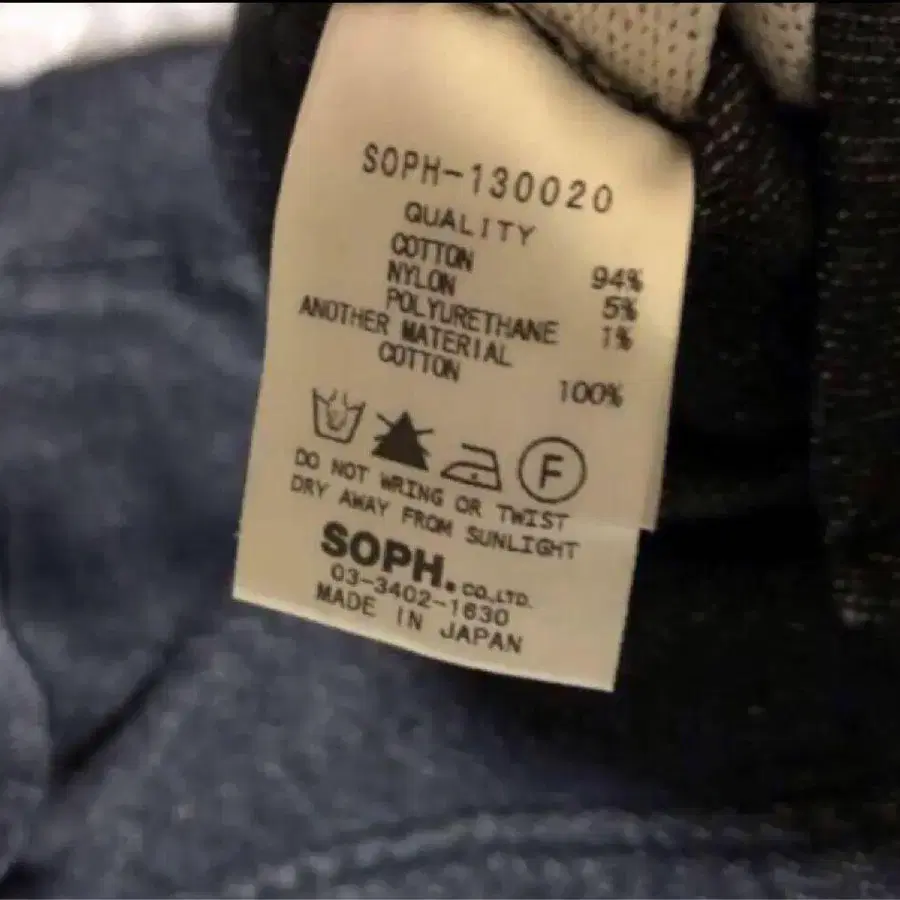 SOPH-130020
QUALITY
COTTON 94%
NYLON 5%
POLYURETHANE 1%
ANOTHER MATERIAL
COTTON 100%
F
DO NOT WRING OR TWIST
DRY AWAY FROM SUNLIGHT
SOPH. CO.,LTD.
03-3402-1630
MADE IN JAPAN